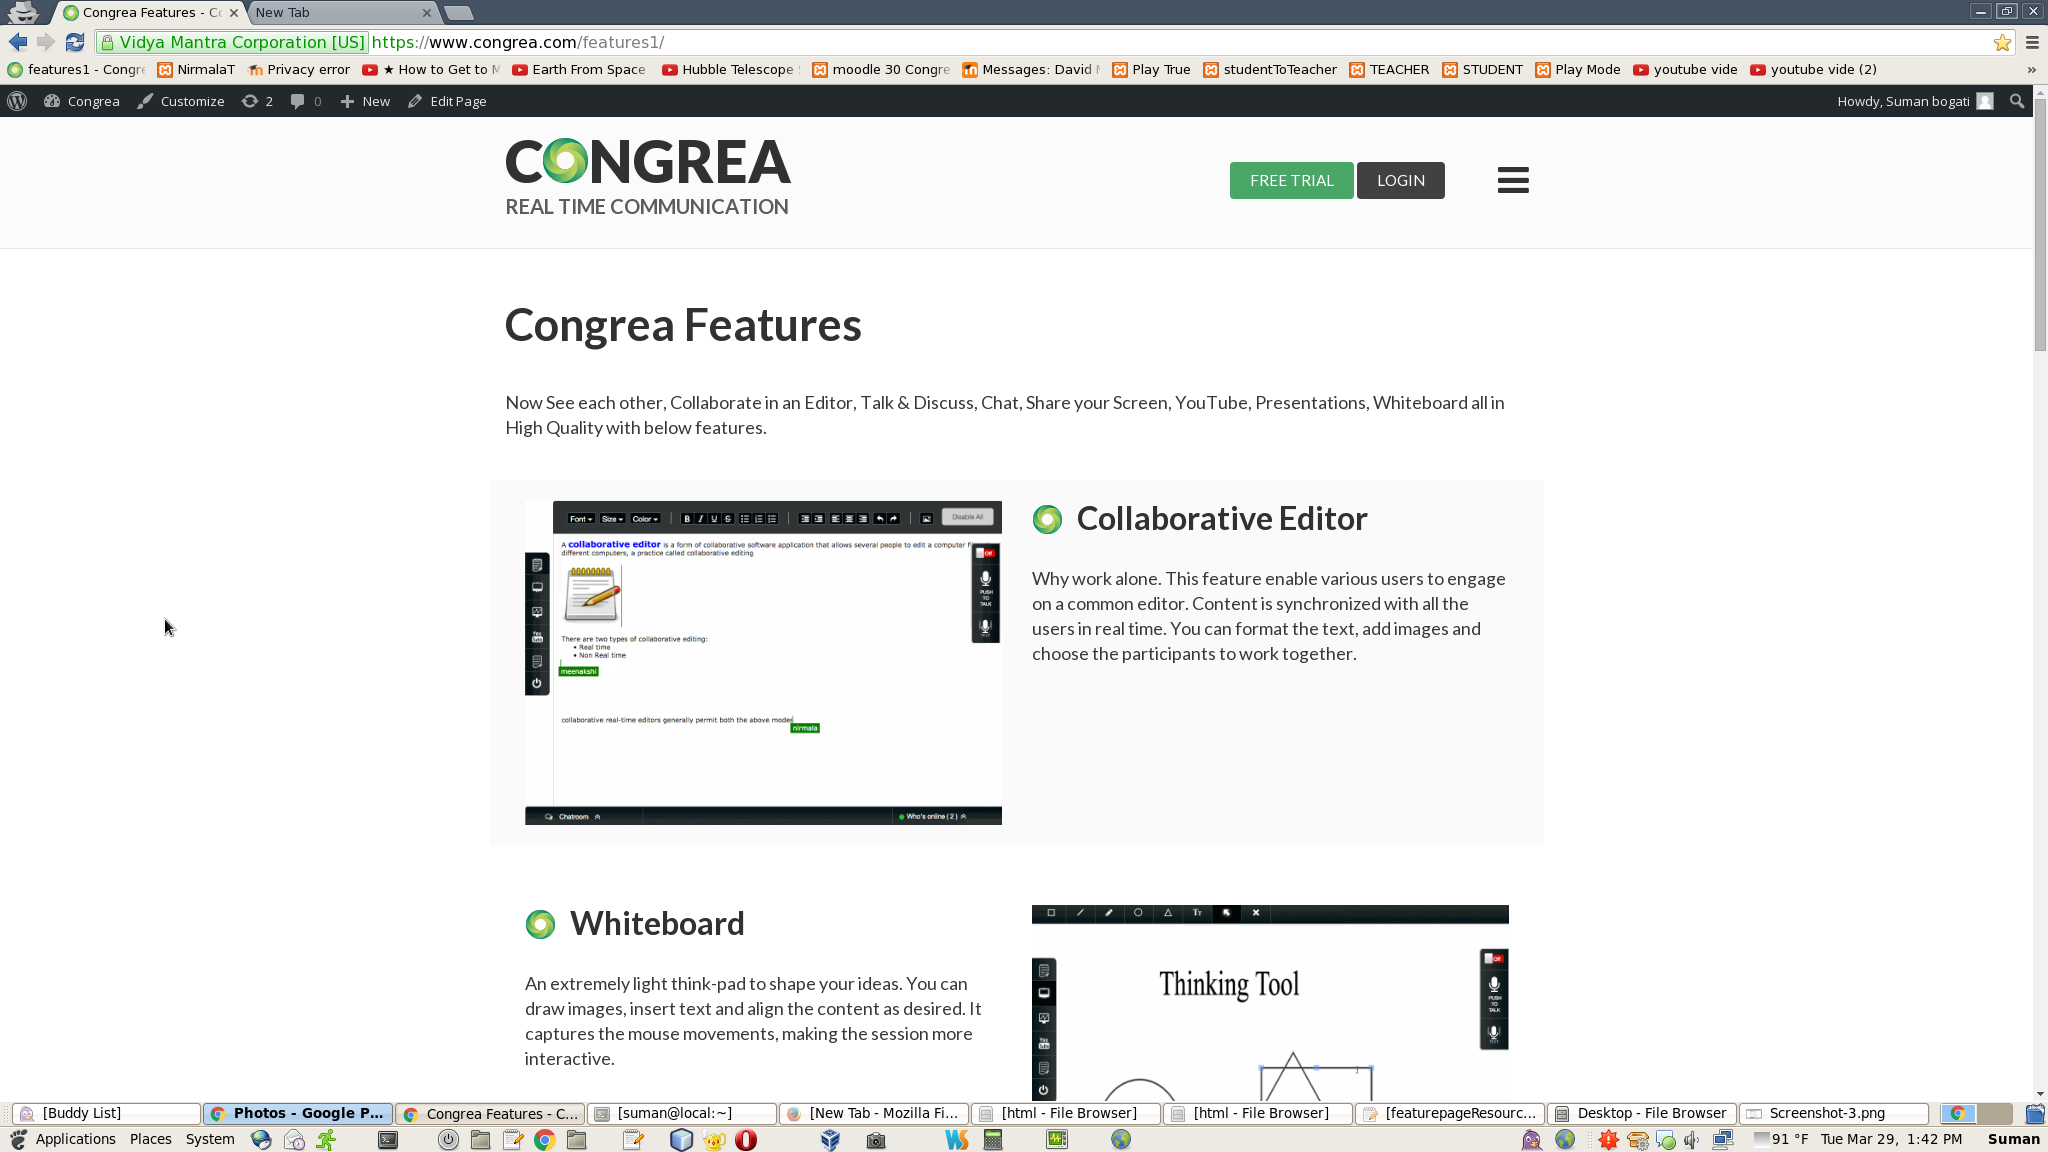 Congrea Features - Co
New Tab
Vidya Mantra Corporation [US] https://www.congrea.com/features1/
features1 - Congre
NirmalaT
Privacy error
★ How to Get to M
Earth From Space
Hubble Telescope
moodle 30 Congre
Messages: David M
Play True
studentToTeacher
TEACHER
STUDENT
Play Mode
youtube vide
youtube vide (2)
»
Congrea
Customize
2
0
New
Edit Page
Howdy, Suman bogati
CONGREA
REAL TIME COMMUNICATION
FREE TRIAL
LOGIN
Congrea Features
Now See each other, Collaborate in an Editor, Talk & Discuss, Chat, Share your Screen, YouTube, Presentations, Whiteboard all in
High Quality with below features.
Font
Size
Color
B I U S
Disable All
A collaborative editor is a form of collaborative software application that allows several people to edit a computer
different computers, a practice called collaborative editing
Off
PUSH
TO
TALK
TEST
You
There are two types of collaborative editing:
• Real time
• Non Real time
meenakshi
collaborative real-time editors generally permit both the above modes
nirmala
Chatroom
Who's online ( 2 )
Collaborative Editor
Why work alone. This feature enable various users to engage
on a common editor. Content is synchronized with all the
users in real time. You can format the text, add images and
choose the participants to work together.
Whiteboard
An extremely light think-pad to shape your ideas. You can
draw images, insert text and align the content as desired. It
captures the mouse movements, making the session more
interactive.
Tт
Thinking Tool
Off
PUSH
TO
TALK
TEST
You
[Buddy List]
Photos - Google P...
Congrea Features - C...
[suman@local:~]
[New Tab - Mozilla Fi...
[html - File Browser]
[html - File Browser]
[featurepageResourc...
Desktop - File Browser
Screenshot-3.png
Applications
Places
System
91 °F
Tue Mar 29, 1:42 PM
Suman